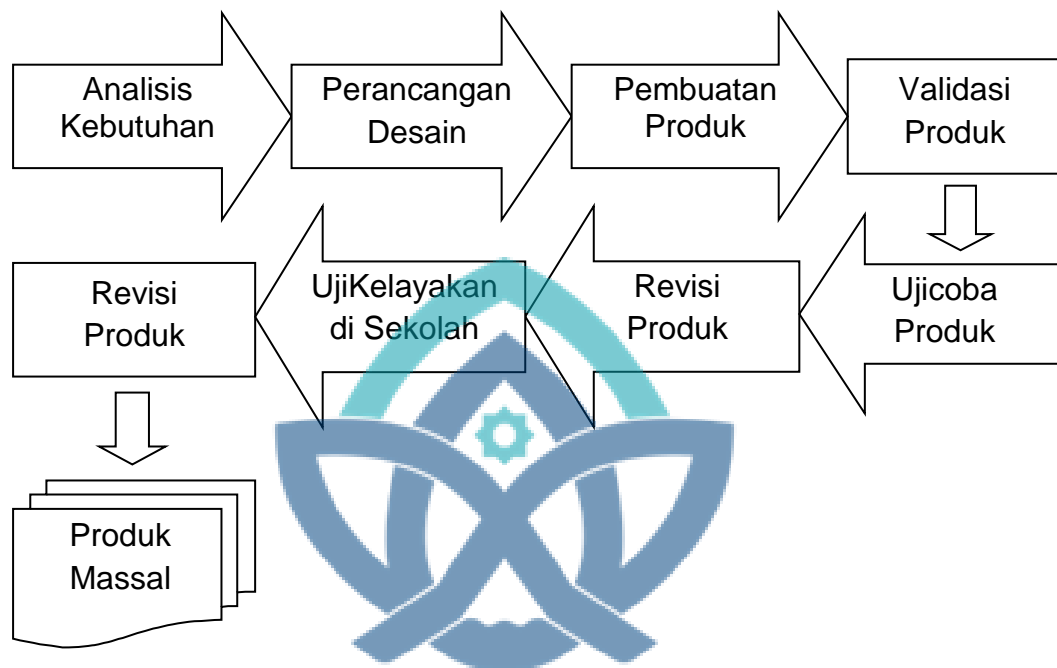 Analisis
Kebutuhan
Perancangan
Desain
Pembuatan
Produk
Validasi
Produk
Ujicoba
Produk
Revisi
Produk
UjiKelayakan
di Sekolah
Revisi
Produk
Produk
Massal